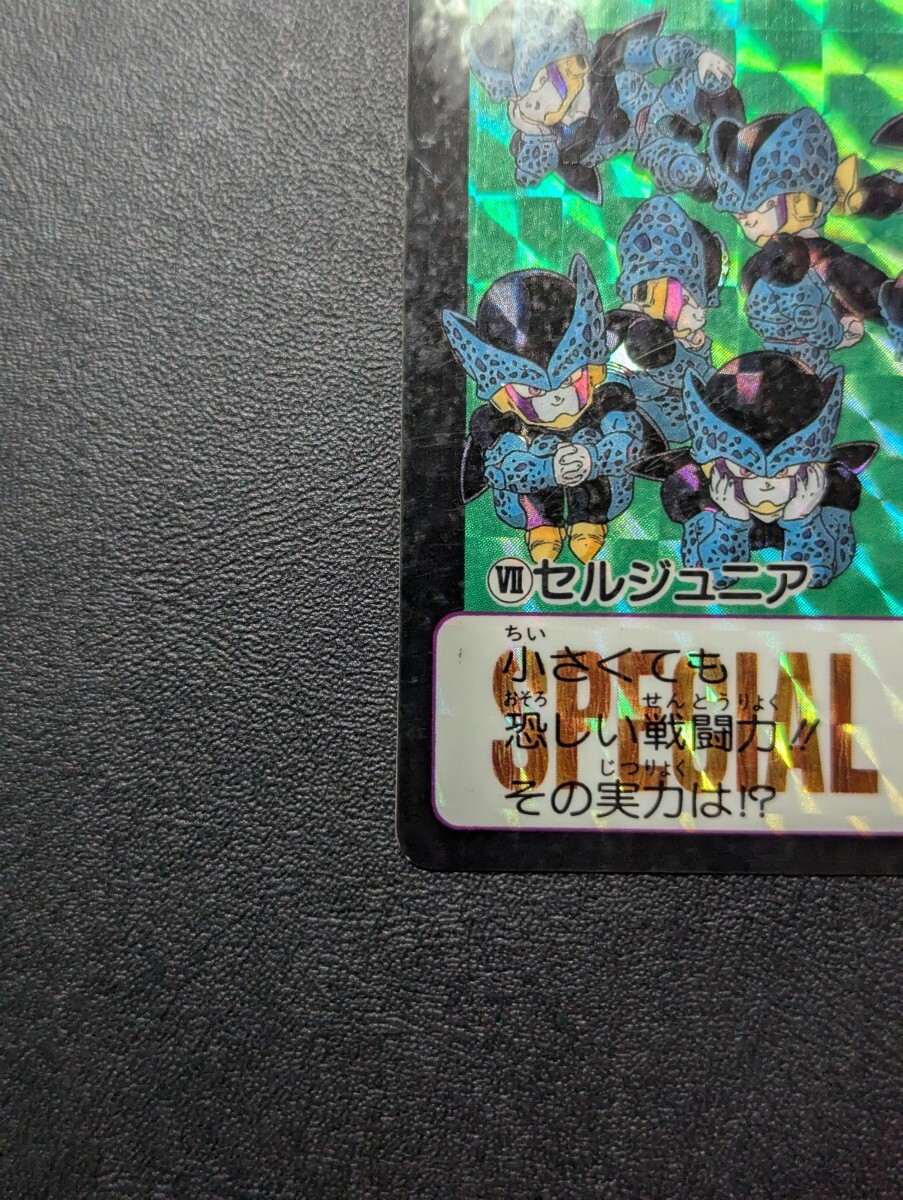 Ⅶセルジュニア
ちい
小さくても
おそろ せんとうりょく
恐しい戦闘力!!
じつりょく
その実力は!?
SPECIAL